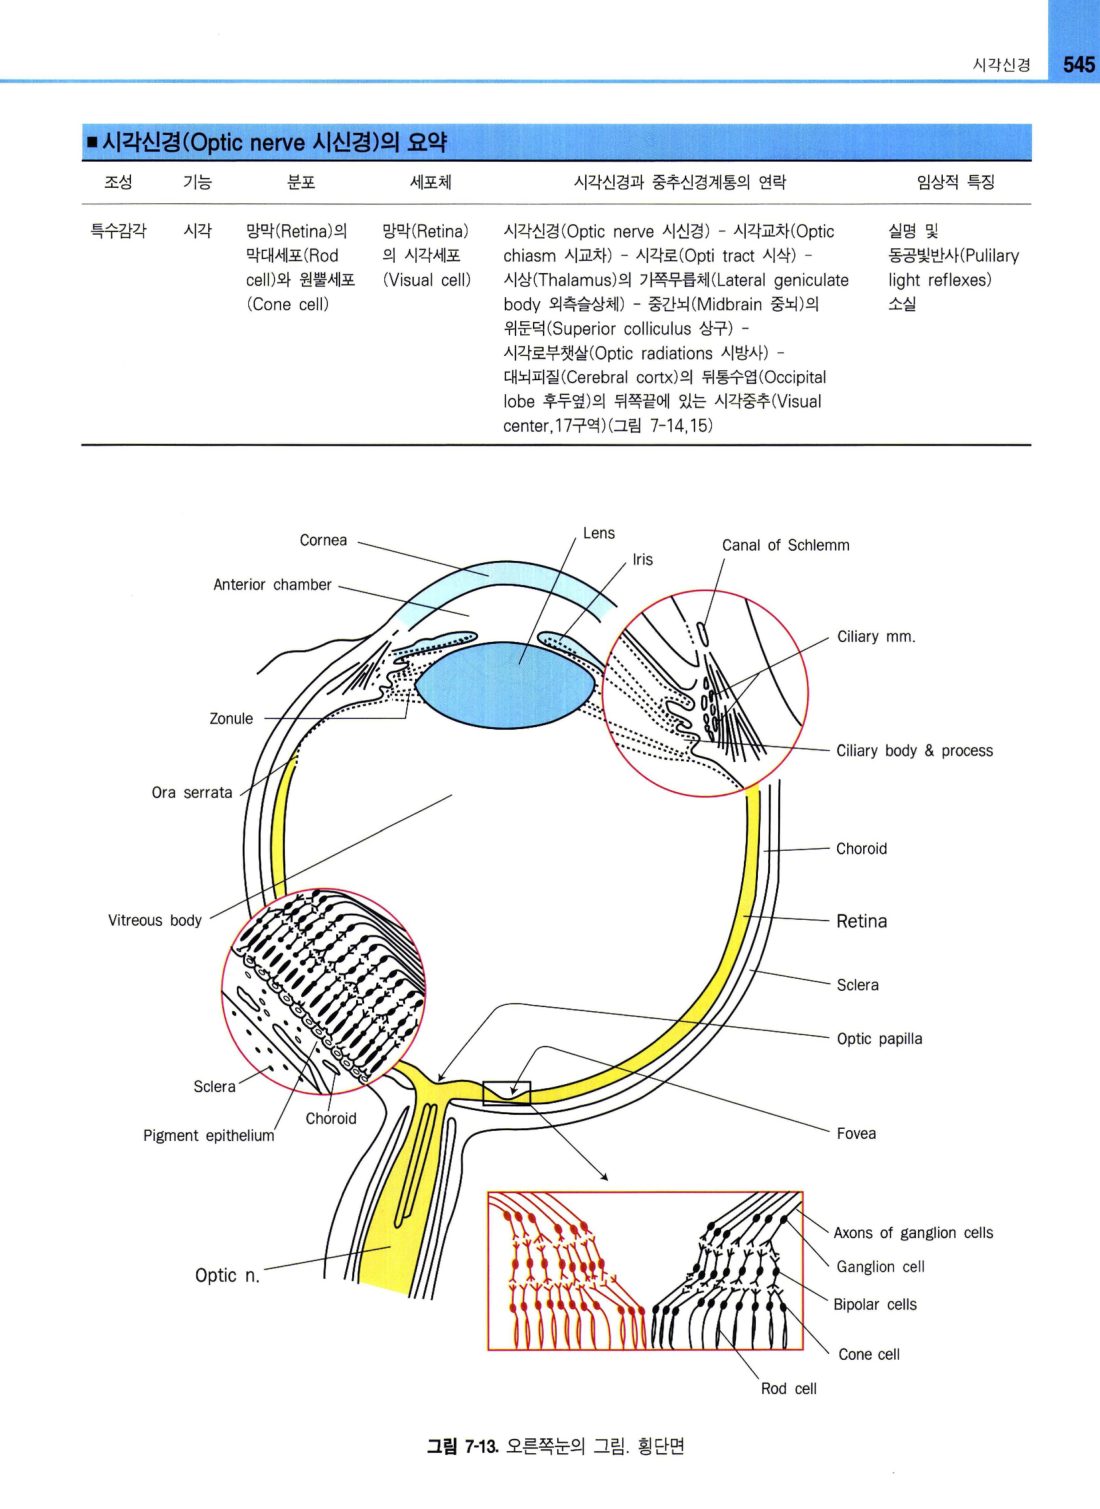 시각신경 545
■ 시각신경(Optic nerve 시신경)의 요약
조성 기능 분포 세포체 시각신경과 중추신경계통의 연락 임상적 특징
특수감각 시각 망막(Retina)의 망막(Retina) 시각신경(Optic nerve 시신경) - 시각교차(Optic 실명 및
막대세포(Rod 의 시각세포 chiasm 시교차) - 시각로(Opti tract 시삭) - 동공빛반사(Pulilary
cell)와 원뿔세포 (Visual cell) 시상(Thalamus)의 가쪽무릎체(Lateral geniculate light reflexes)
(Cone cell) body 외측슬상체) - 중간뇌(Midbrain 중뇌)의 소실
위둔덕(Superior colliculus 상구) -
시각로부챗살(Optic radiations 시방사) -
대뇌피질(Cerebral cortx)의 뒤통수엽(Occipital
lobe 후두엽)의 뒤쪽끝에 있는 시각중추(Visual
center,17구역)(그림 7-14,15)
Cornea
Lens
Iris
Canal of Schlemm
Anterior chamber
Ciliary mm.
Zonule
Ciliary body & process
Ora serrata
Choroid
Vitreous body
Retina
Sclera
Optic papilla
Sclera
Choroid
Pigment epithelium
Fovea
Axons of ganglion cells
Ganglion cell
Optic n.
Bipolar cells
Cone cell
Rod cell
그림 7-13. 오른쪽눈의 그림. 횡단면